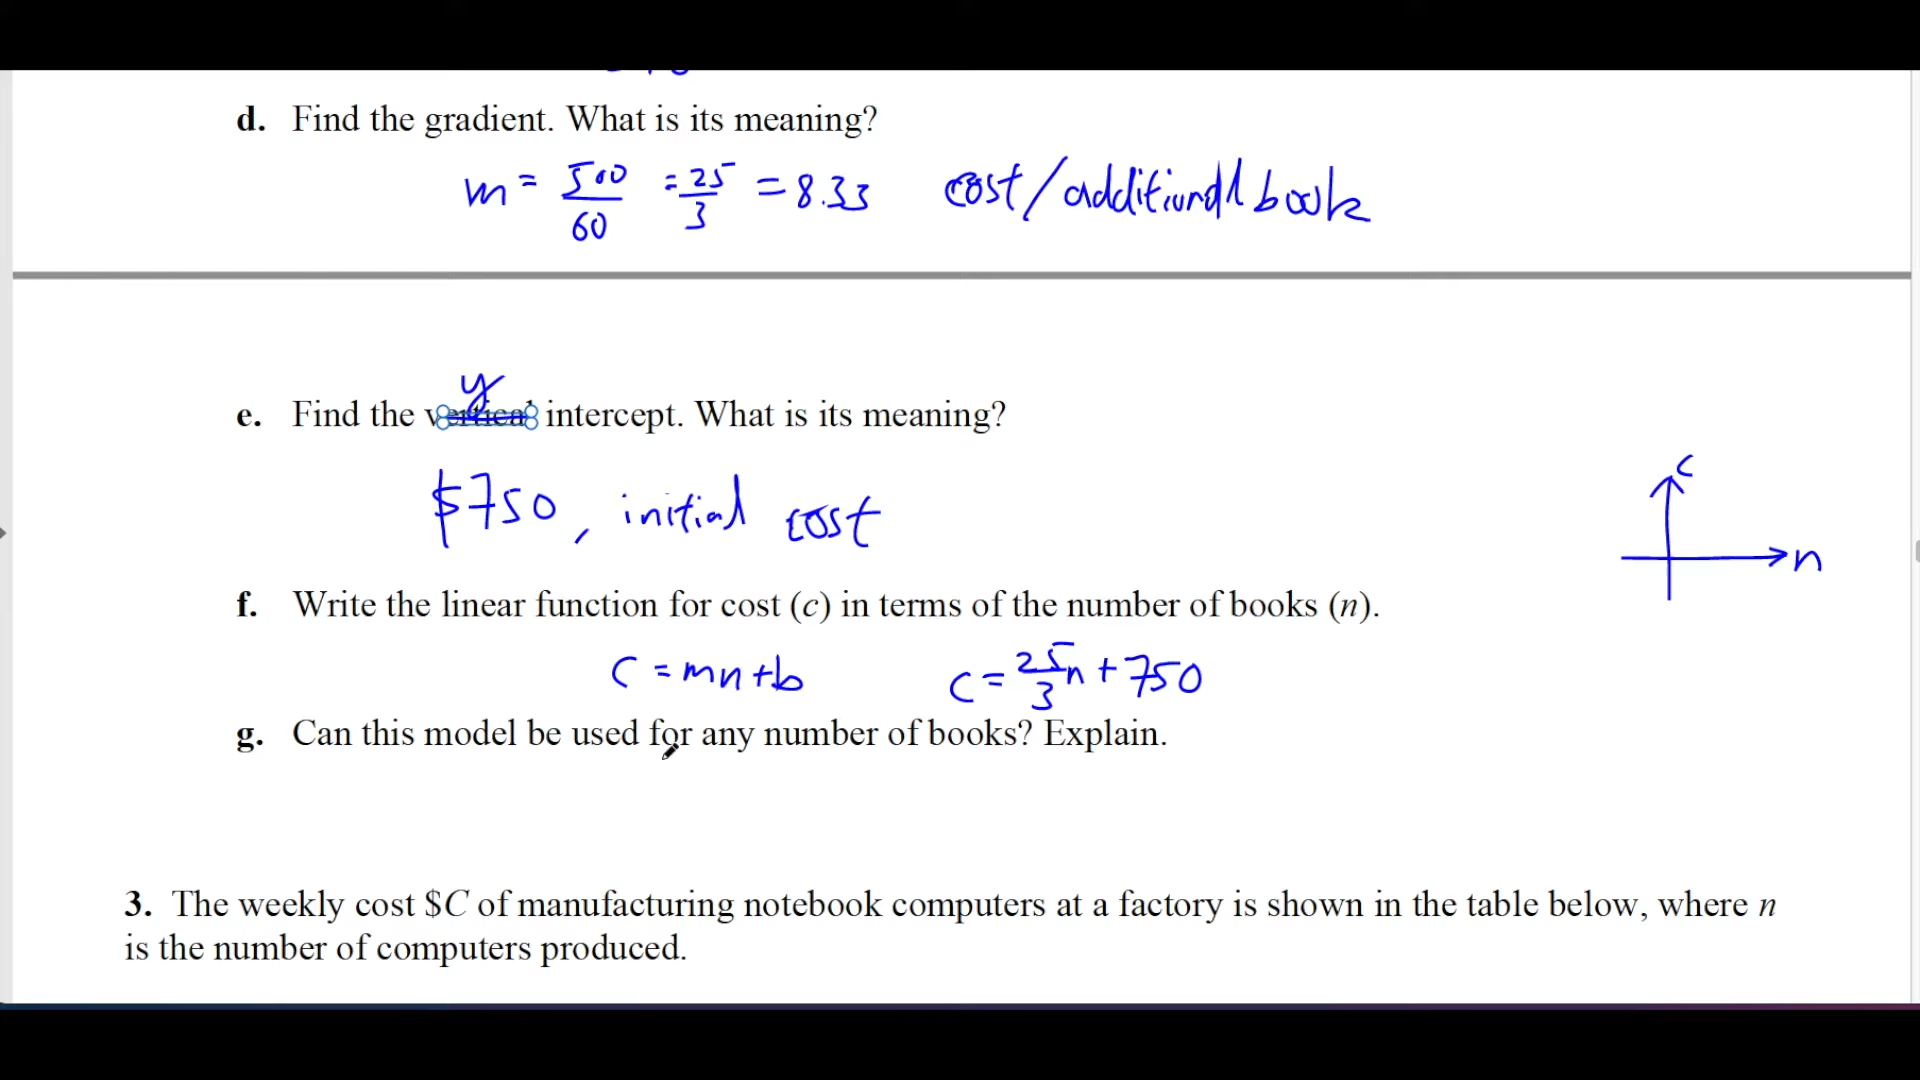 d. Find the gradient. What is its meaning?
m = 500/60 = 25/3 = 8.33 cost/additional book
y
e. Find the vertical intercept. What is its meaning?
$750, initial cost
c
n
f. Write the linear function for cost (c) in terms of the number of books (n).
c = mn+b c = 25/3 n + 750
g. Can this model be used for any number of books? Explain.
3. The weekly cost $C of manufacturing notebook computers at a factory is shown in the table below, where n
is the number of computers produced.